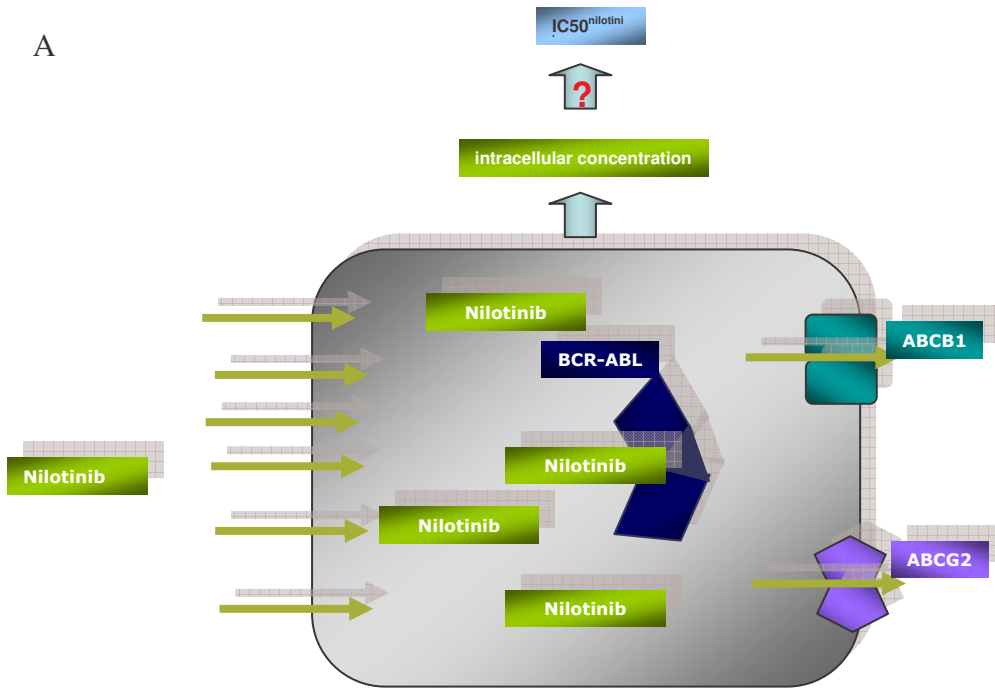 A
IC50nilotini
?
intracellular concentration
Nilotinib
BCR-ABL
ABCB1
Nilotinib
Nilotinib
Nilotinib
ABCG2
Nilotinib